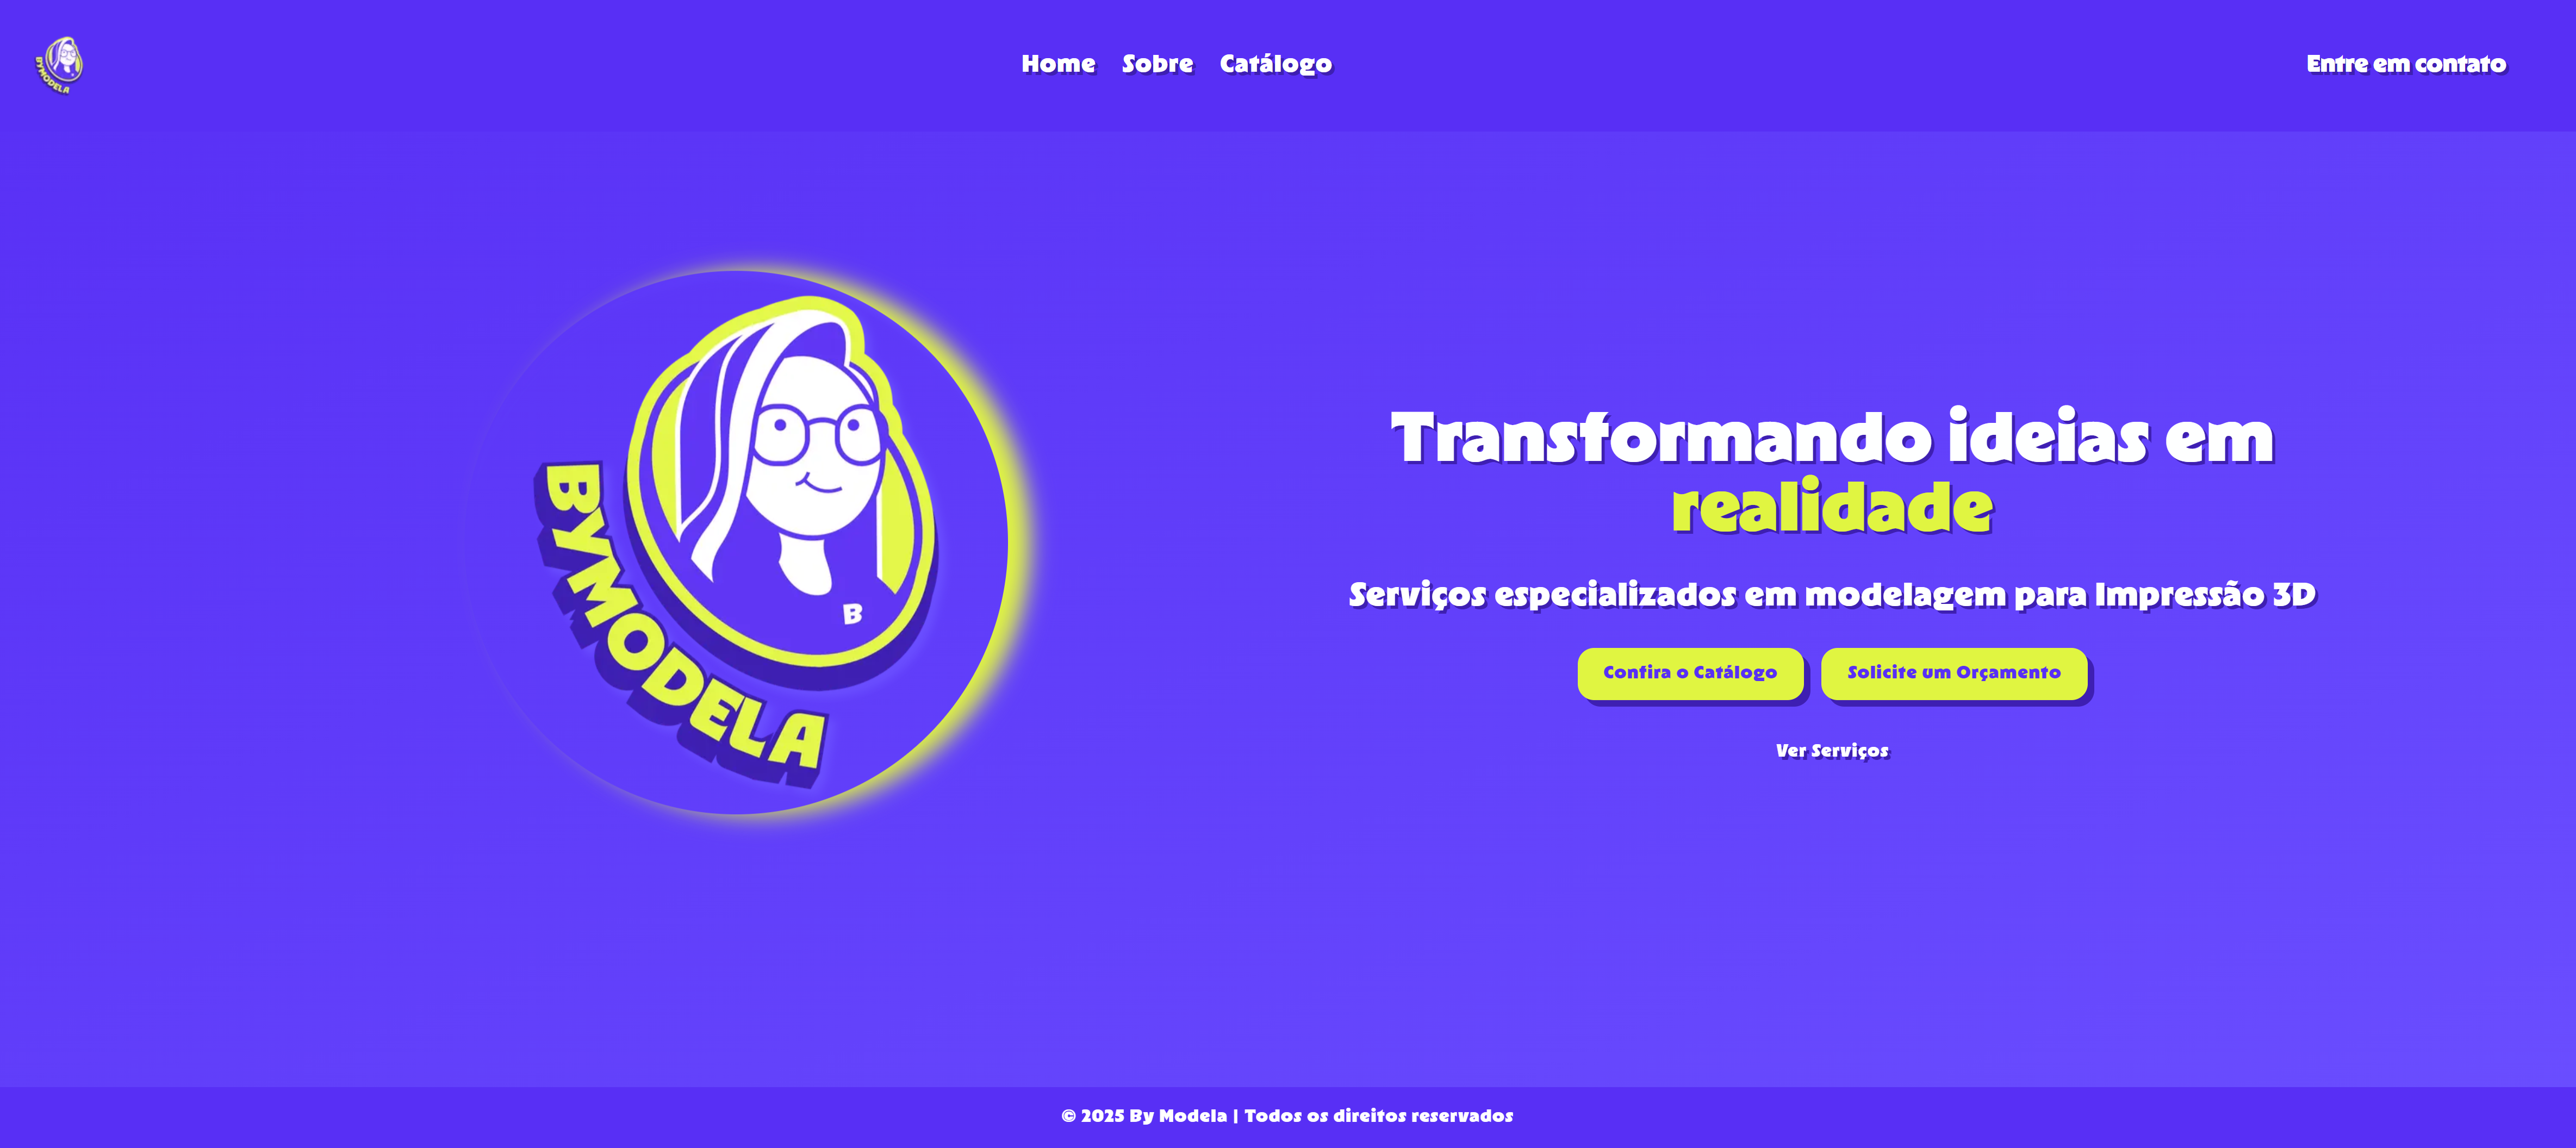 BYMODELA
Home Sobre Catálogo
Entre em contato
B
BYMODELA
Transformando ideias em
realidade
Serviços especializados em modelagem para Impressão 3D
Confira o Catálogo
Solicite um Orçamento
Ver Serviços
© 2025 By Modela | Todos os direitos reservados